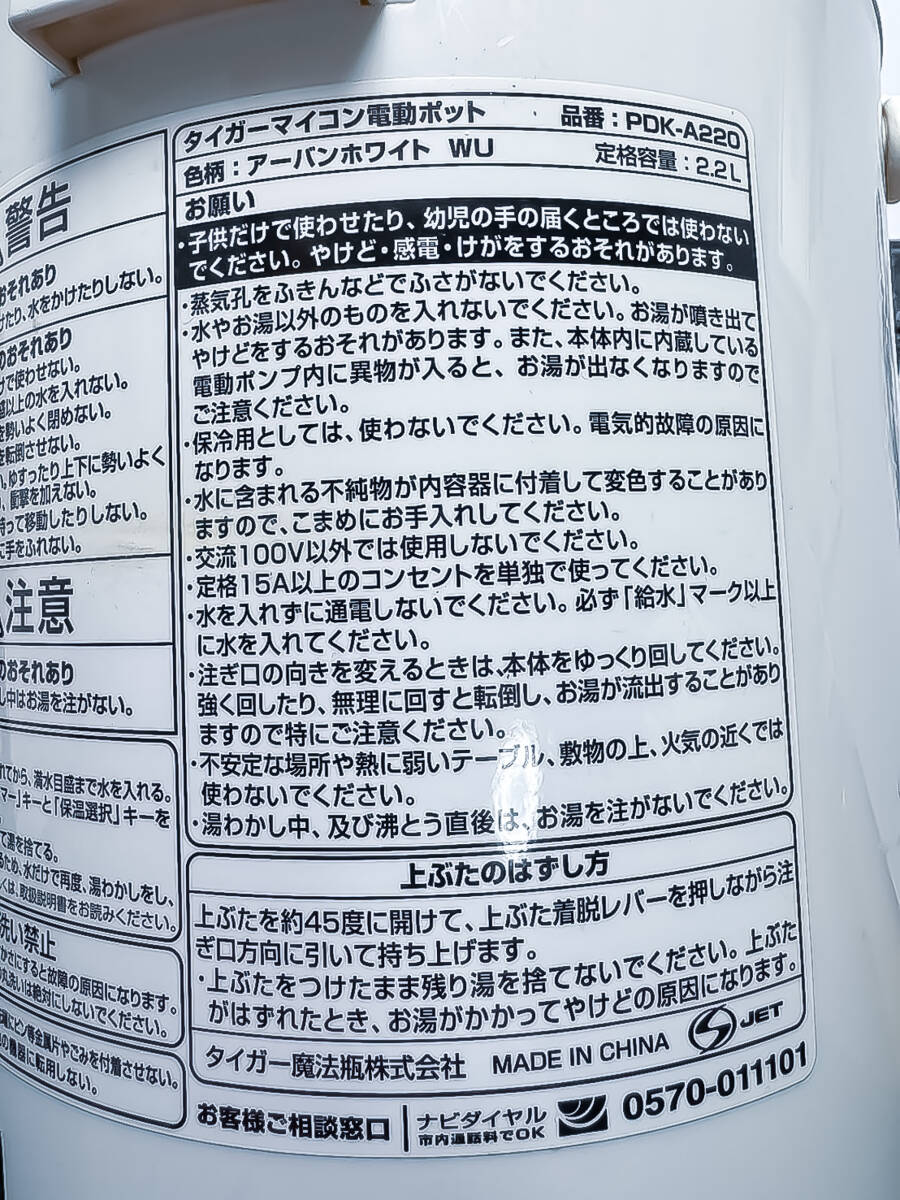 警告
おそれあり
けたり、水をかけたりしない。
のおそれあり
けで使わせない。
以上の水を入れない。
を勢いよく閉めない。
を転倒させない。
、ゆすったり上下に勢いよく
、衝撃を加えない。
持って移動したりしない。
に手をふれない。
注意
のおそれあり
し中はお湯を注がない。
れてから、満水目盛まで水を入れる。
マー」キーと「保温選択」キーを
て湯を捨てる。
るため、水だけで再度、湯わかしをし、
くは、取扱説明書をお読みください。
洗い禁止
かさにすると故障の原因になります。
の丸洗いは絶対にしないでください。
にピン等金属片やごみを付着させない。
の機器に転用しない。
タイガーマイコン電動ポット 品番:PDK-A220
色柄:アーバンホワイト WU 定格容量:2.2L
お願い
・子供だけで使わせたり、幼児の手の届くところでは使わない
でください。やけど・感電・けがをするおそれがあります。
・蒸気孔をふきんなどでふさがないでください。
・水やお湯以外のものを入れないでください。お湯が噴き出て
やけどをするおそれがあります。また、本体内に内蔵している
電動ポンプ内に異物が入ると、お湯が出なくなりますので
ご注意ください。
・保冷用としては、使わないでください。電気的故障の原因に
なります。
・水に含まれる不純物が内容器に付着して変色することがあり
ますので、こまめにお手入れしてください。
・交流100V以外では使用しないでください。
・定格15A以上のコンセントを単独で使ってください。
・水を入れずに通電しないでください。必ず「給水」マーク以上
に水を入れてください。
・注ぎ口の向きを変えるときは、本体をゆっくり回してください。
強く回したり、無理に回すと転倒し、お湯が流出することがあり
ますので特にご注意ください。
・不安定な場所や熱に弱いテーブル、敷物の上、火気の近くでは
使わないでください。
・湯わかし中、及び沸とう直後は、お湯を注がないでください。
上ぶたのはずし方
上ぶたを約45度に開けて、上ぶた着脱レバーを押しながら注
ぎ口方向に引いて持ち上げます。
・上ぶたをつけたまま残り湯を捨てないでください。上ぶた
がはずれたとき、お湯がかかってやけどの原因になります。
タイガー魔法瓶株式会社 MADE IN CHINA JET
お客様ご相談窓口 ナビダイヤル 0570-011101
市内通話料でOK